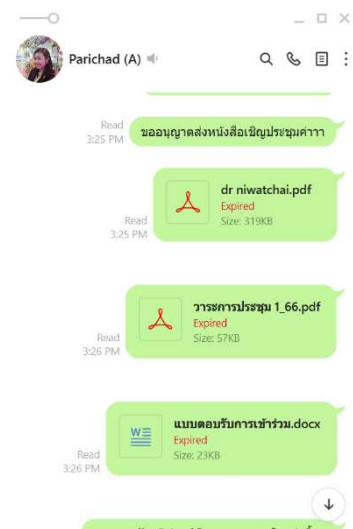 Parichad (A)
Read
3:25 PM
ขออนุญาตส่งหนังสือเชิญประชุมค่าาา
dr niwatchai.pdf
Expired
Size: 319KB
Read
3:25 PM
วาระการประชุม 1_66.pdf
Expired
Size: 57KB
Read
3:26 PM
แบบตอบรับการเข้าร่วม.docx
Expired
Size: 23KB
Read
3:26 PM